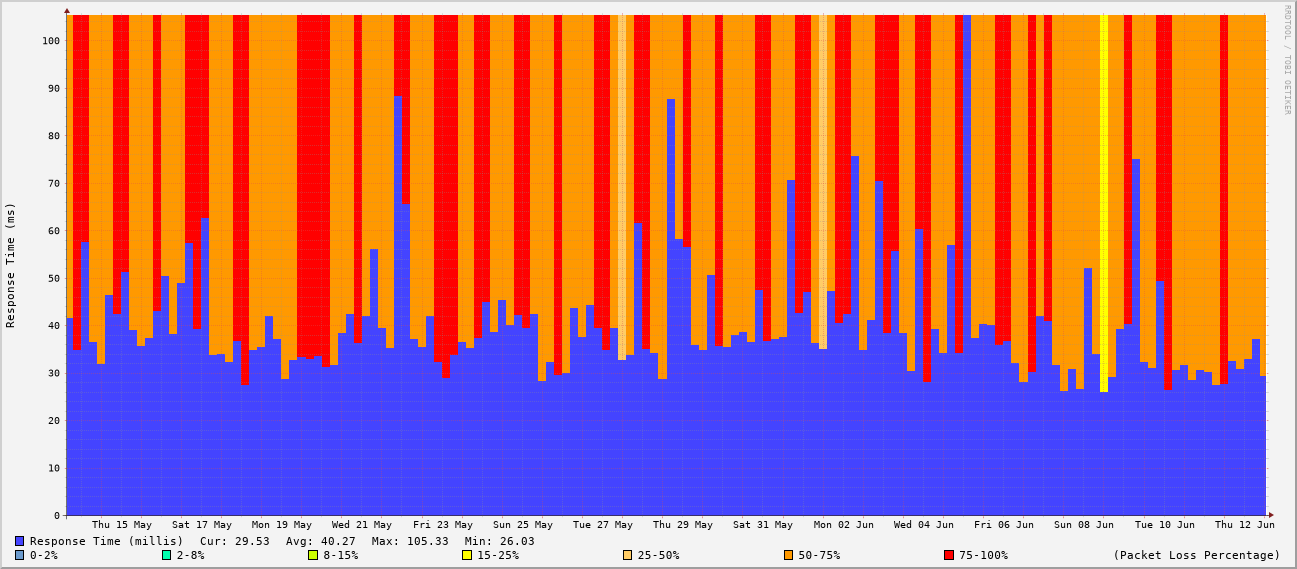 RRDTOOL / TOBI OETIKER
Response Time (ms)
100
90
80
70
60
50
40
30
20
10
0
Thu 15 May Sat 17 May Mon 19 May Wed 21 May Fri 23 May Sun 25 May Tue 27 May Thu 29 May Sat 31 May Mon 02 Jun Wed 04 Jun Fri 06 Jun Sun 08 Jun Tue 10 Jun Thu 12 Jun
Response Time (millis) Cur: 29.53 Avg: 40.27 Max: 105.33 Min: 26.03
0-2% 2-8% 8-15% 15-25% 25-50% 50-75% 75-100% (Packet Loss Percentage)